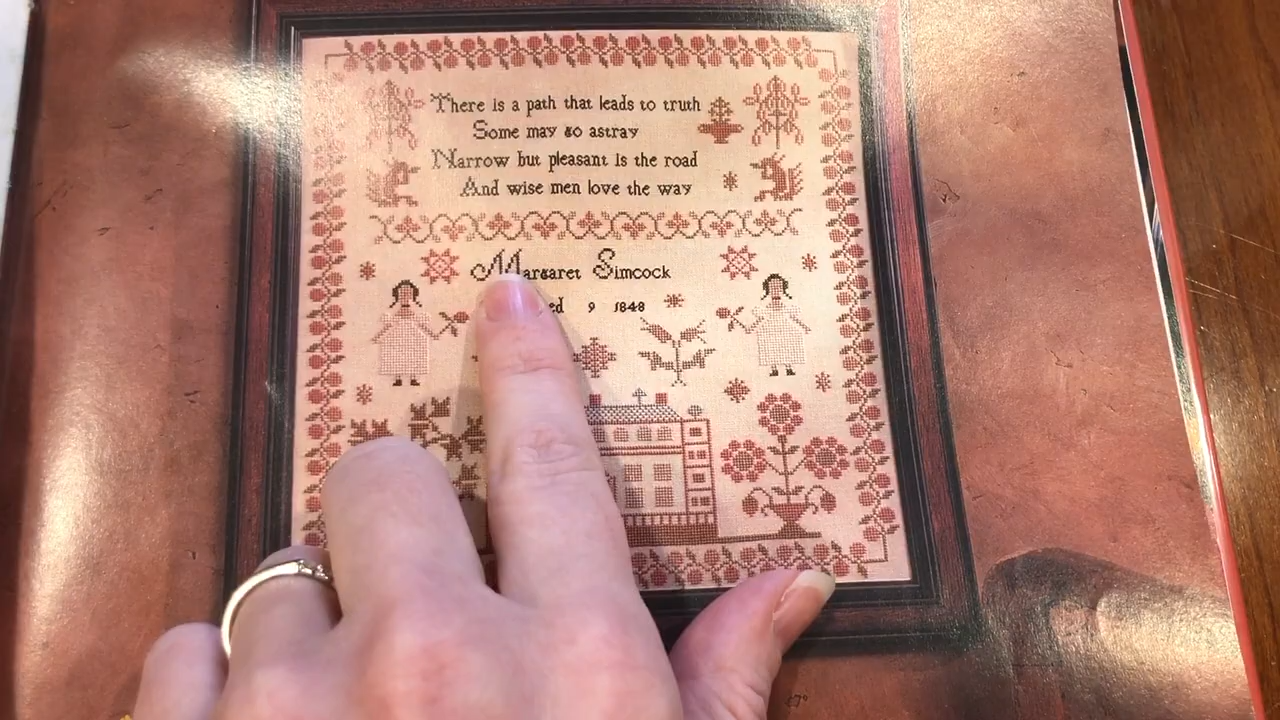 There is a path that leads to truth
Some may go astray
Narrow but pleasant is the road
And wise men love the way
Margaret Simcock
ed 9 1848